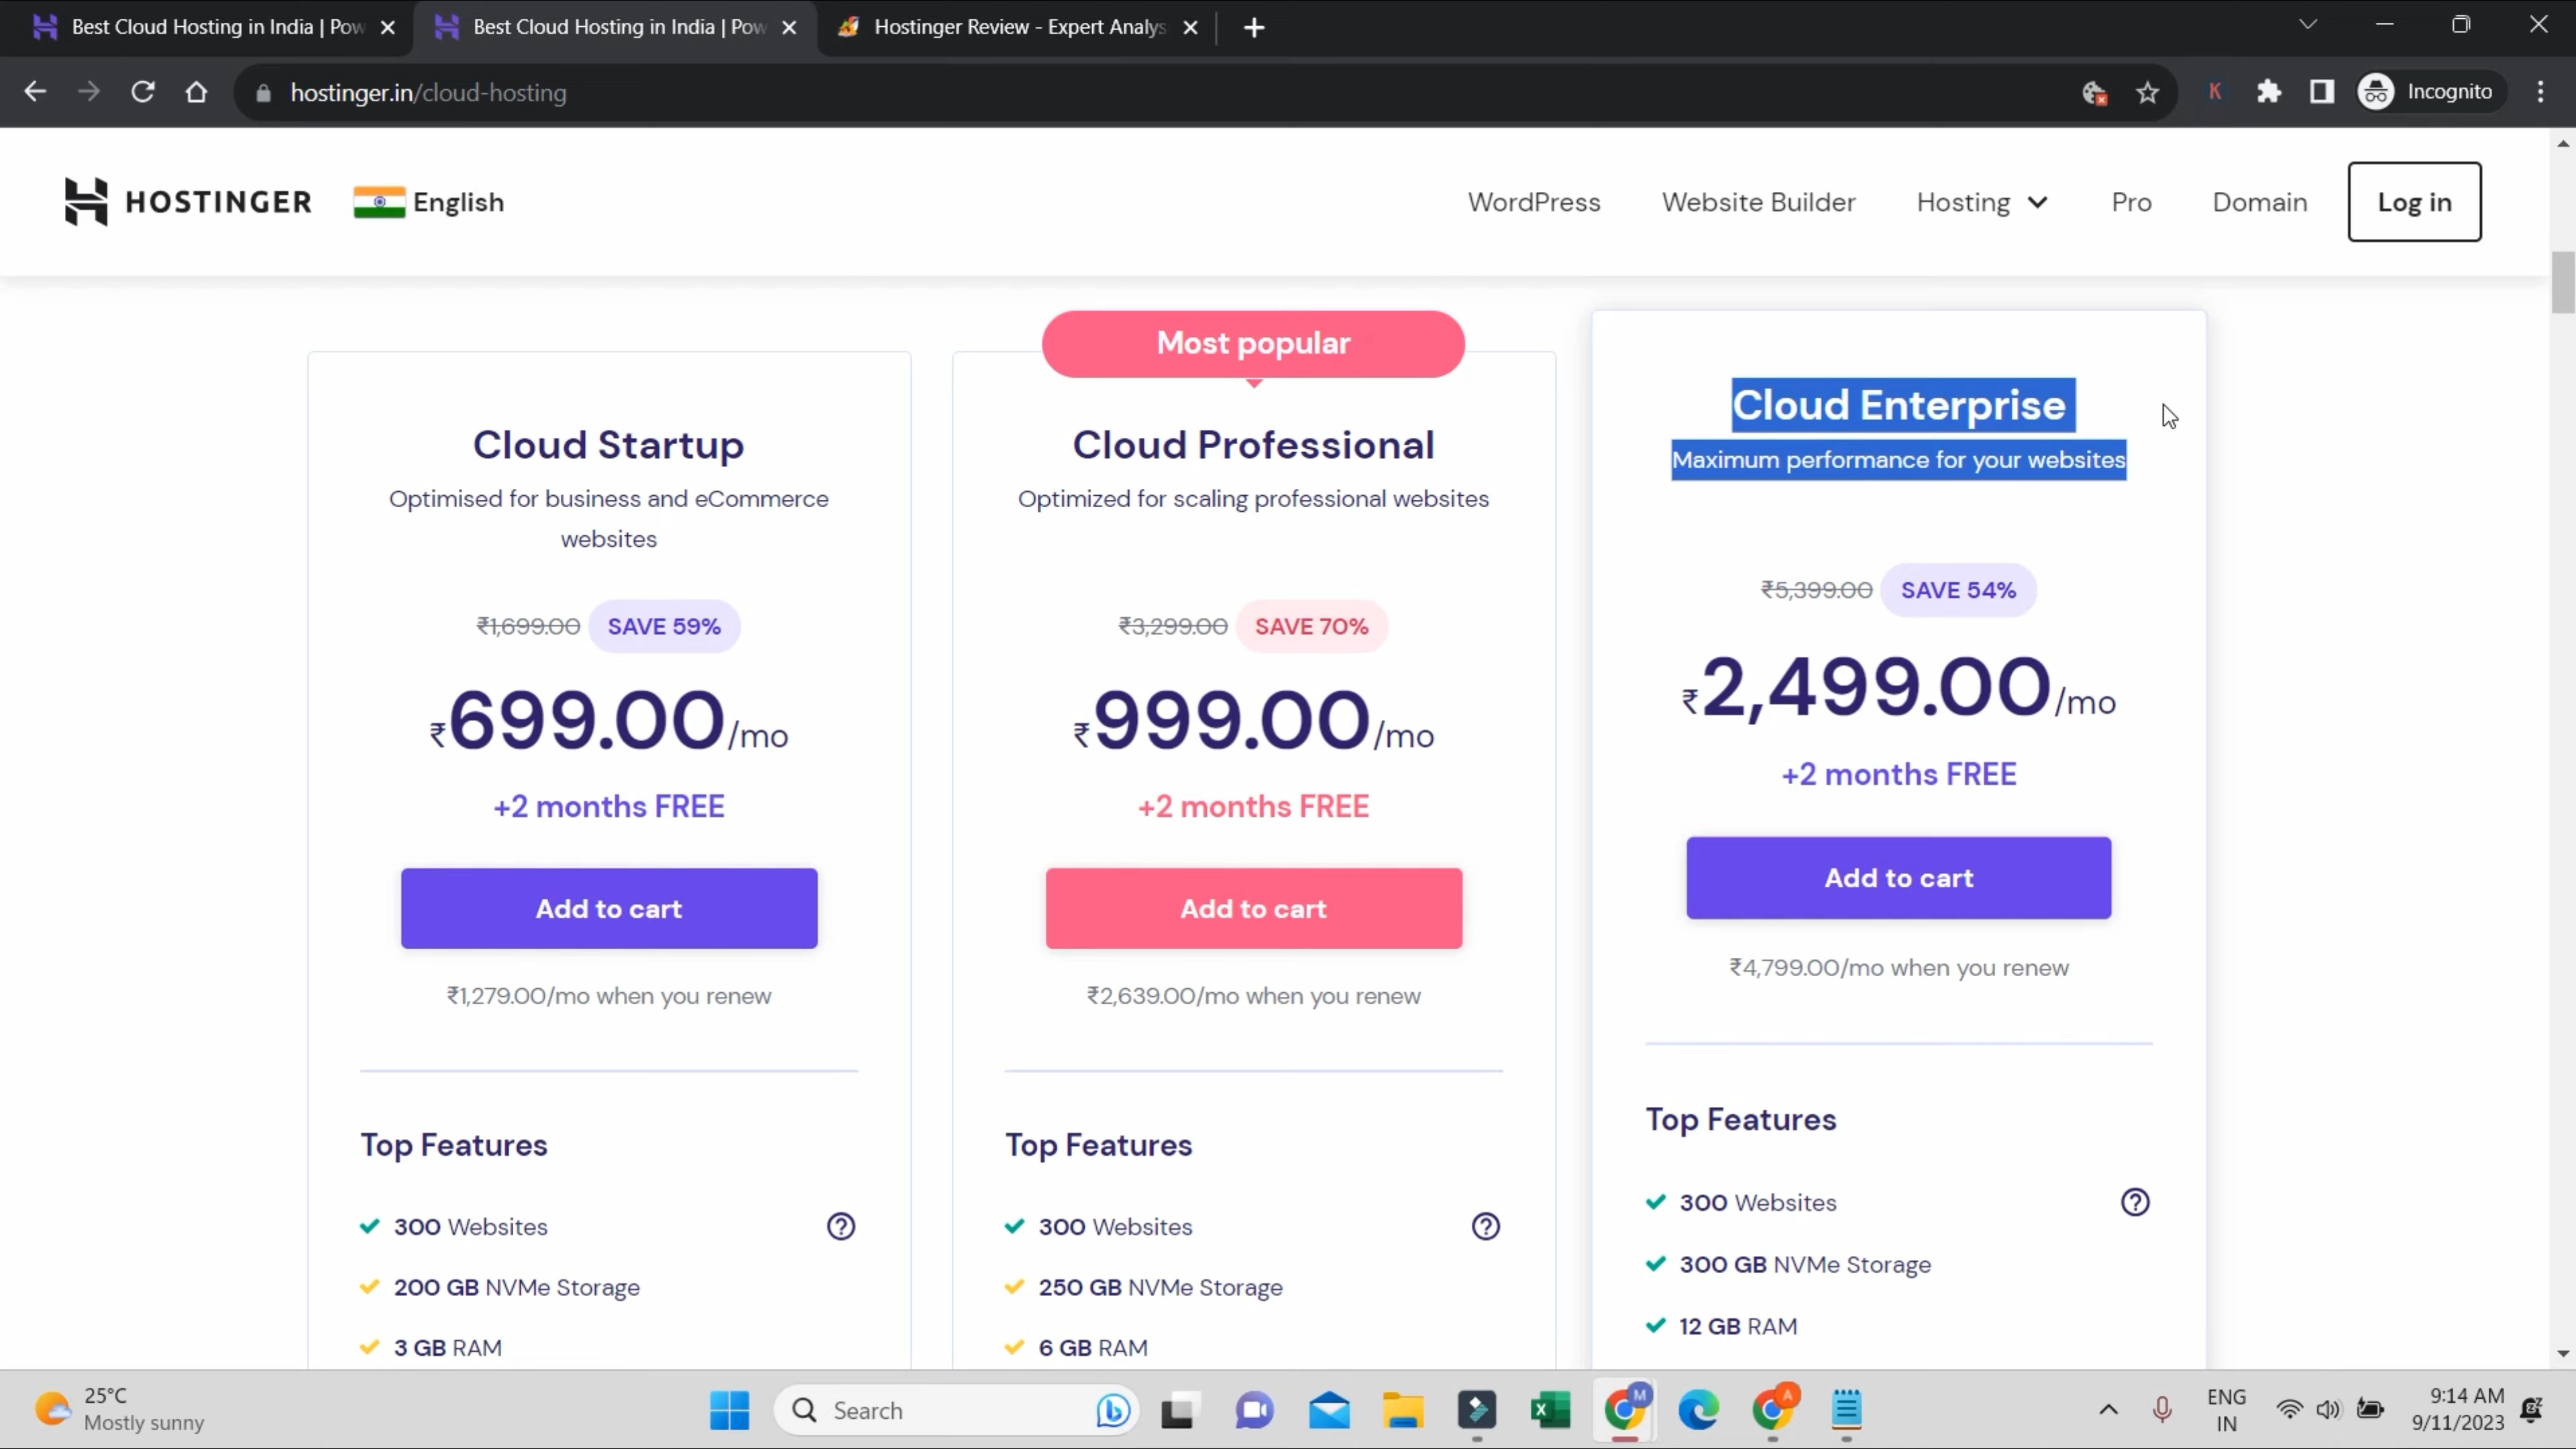 Best Cloud Hosting in India | Pow
Best Cloud Hosting in India | Pow
Hostinger Review - Expert Analys
hostinger.in/cloud-hosting
K
Incognito
HOSTINGER
English
WordPress
Website Builder
Hosting
Pro
Domain
Log in
Cloud Startup
Optimised for business and eCommerce
websites
₹1,699.00 SAVE 59%
₹699.00/mo
+2 months FREE
Add to cart
₹1,279.00/mo when you renew
Top Features
300 Websites
200 GB NVMe Storage
3 GB RAM
Most popular
Cloud Professional
Optimized for scaling professional websites
₹3,299.00 SAVE 70%
₹999.00/mo
+2 months FREE
Add to cart
₹2,639.00/mo when you renew
Top Features
300 Websites
250 GB NVMe Storage
6 GB RAM
Cloud Enterprise
Maximum performance for your websites
₹5,399.00 SAVE 54%
₹2,499.00/mo
+2 months FREE
Add to cart
₹4,799.00/mo when you renew
Top Features
300 Websites
300 GB NVMe Storage
12 GB RAM
25°C
Mostly sunny
Search
M
A
ENG
IN
9:14 AM
9/11/2023